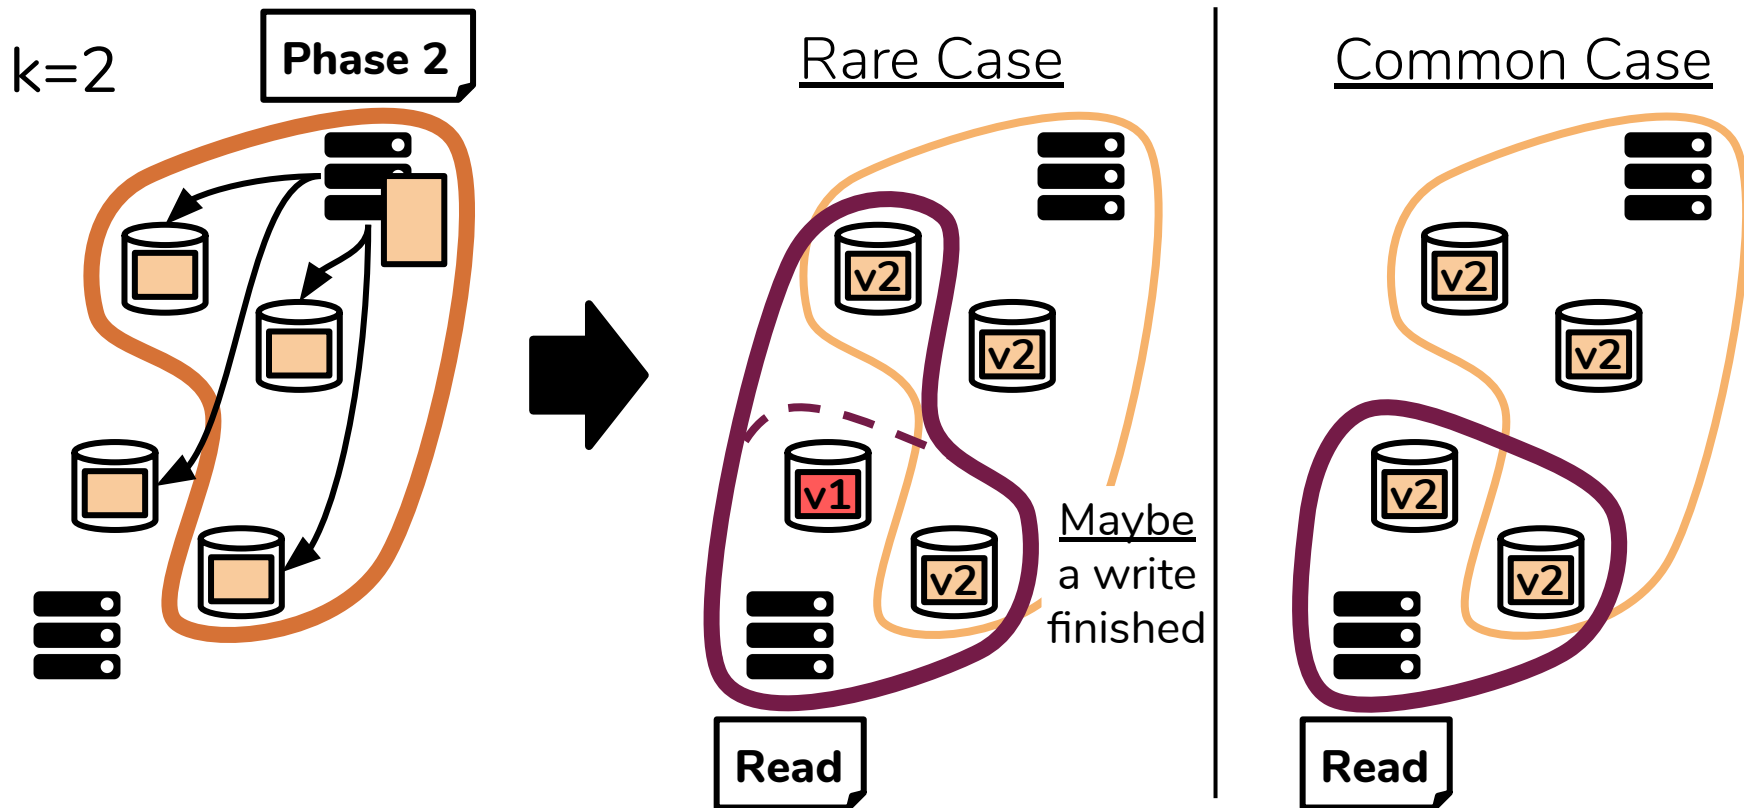 k=2
Phase 2
Rare Case
v2
v2
v1
v2
Maybe
a write
finished
Read
Common Case
v2
v2
v2
v2
Read